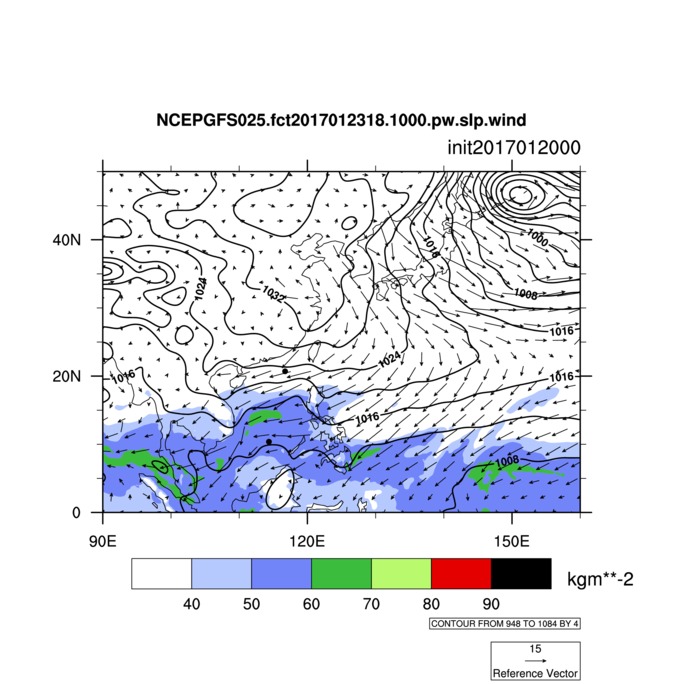 NCEPGFS025.fct2017012318.1000.pw.slp.wind
init2017012000
1000
1016
40N
1024
1032
1008
1016
1024
20N
1016
1016
1016
1008
0
90E 120E 150E
kgm**-2
40 50 60 70 80 90
CONTOUR FROM 948 TO 1084 BY 4
15
Reference Vector